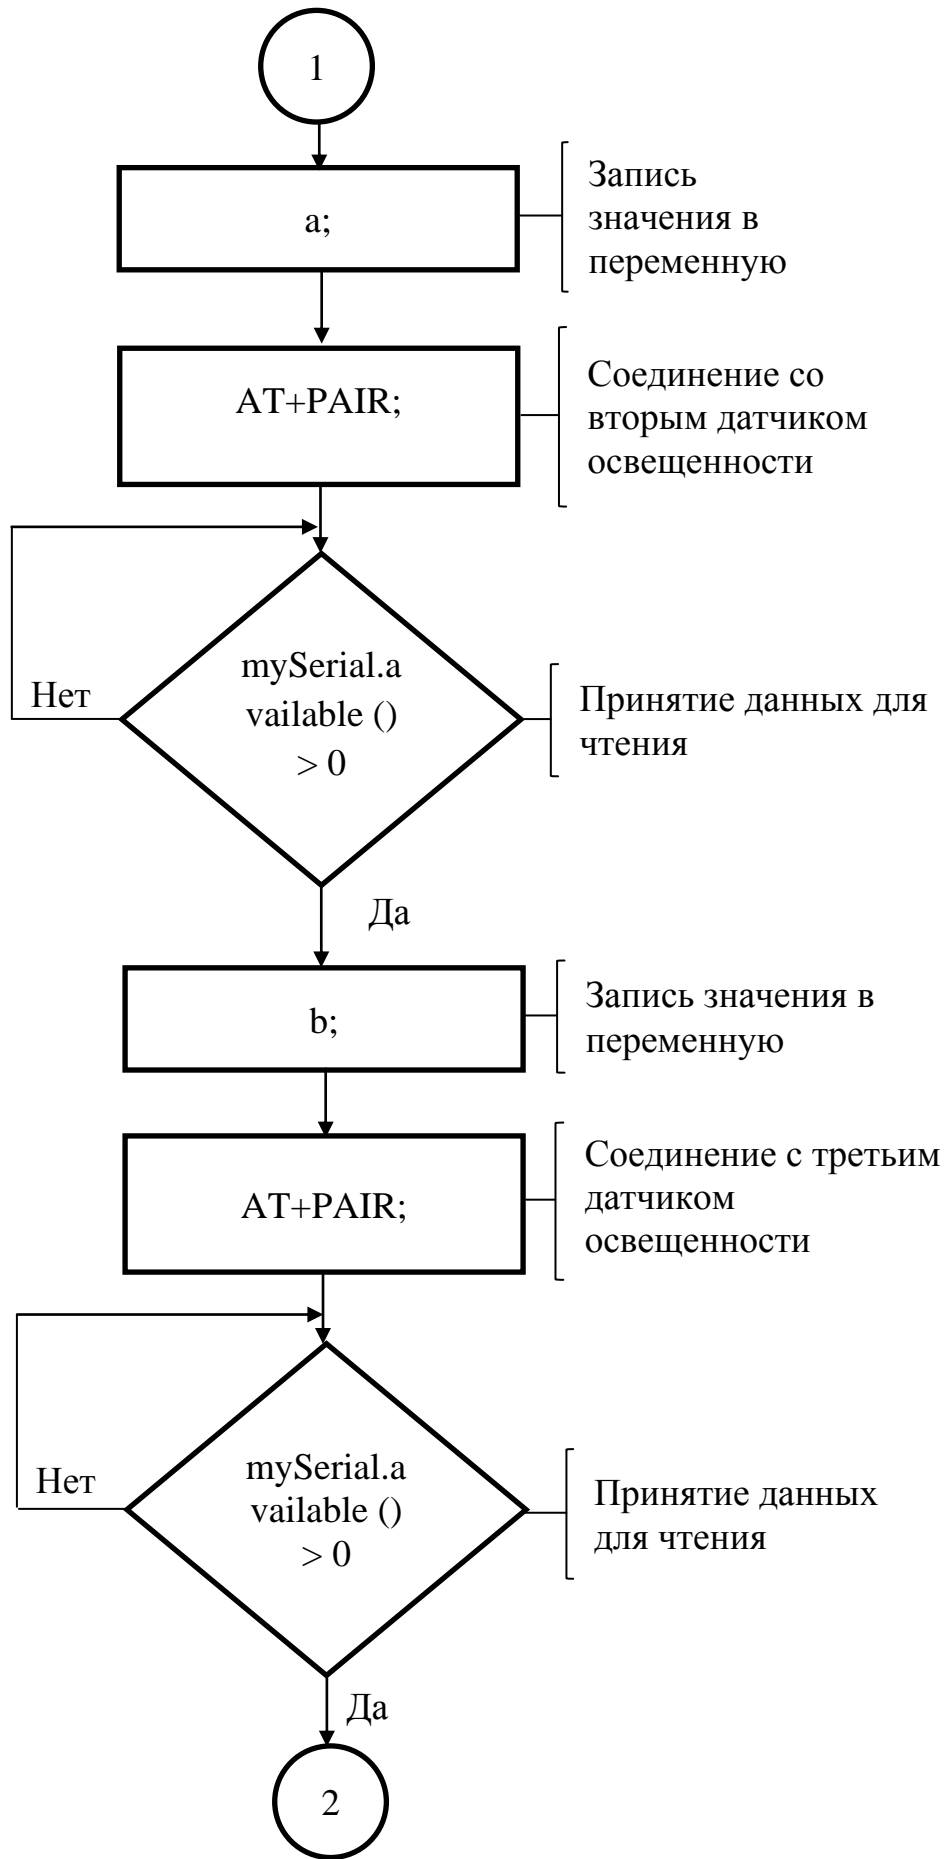 1
a;
Запись
значения в
переменную
AT+PAIR;
Соединение со
вторым датчиком
освещенности
mySerial.a
vailable ()
> 0
Нет
Принятие данных для
чтения
Да
b;
Запись значения в
переменную
AT+PAIR;
Соединение с третьим
датчиком
освещенности
mySerial.a
vailable ()
> 0
Нет
Принятие данных
для чтения
Да
2